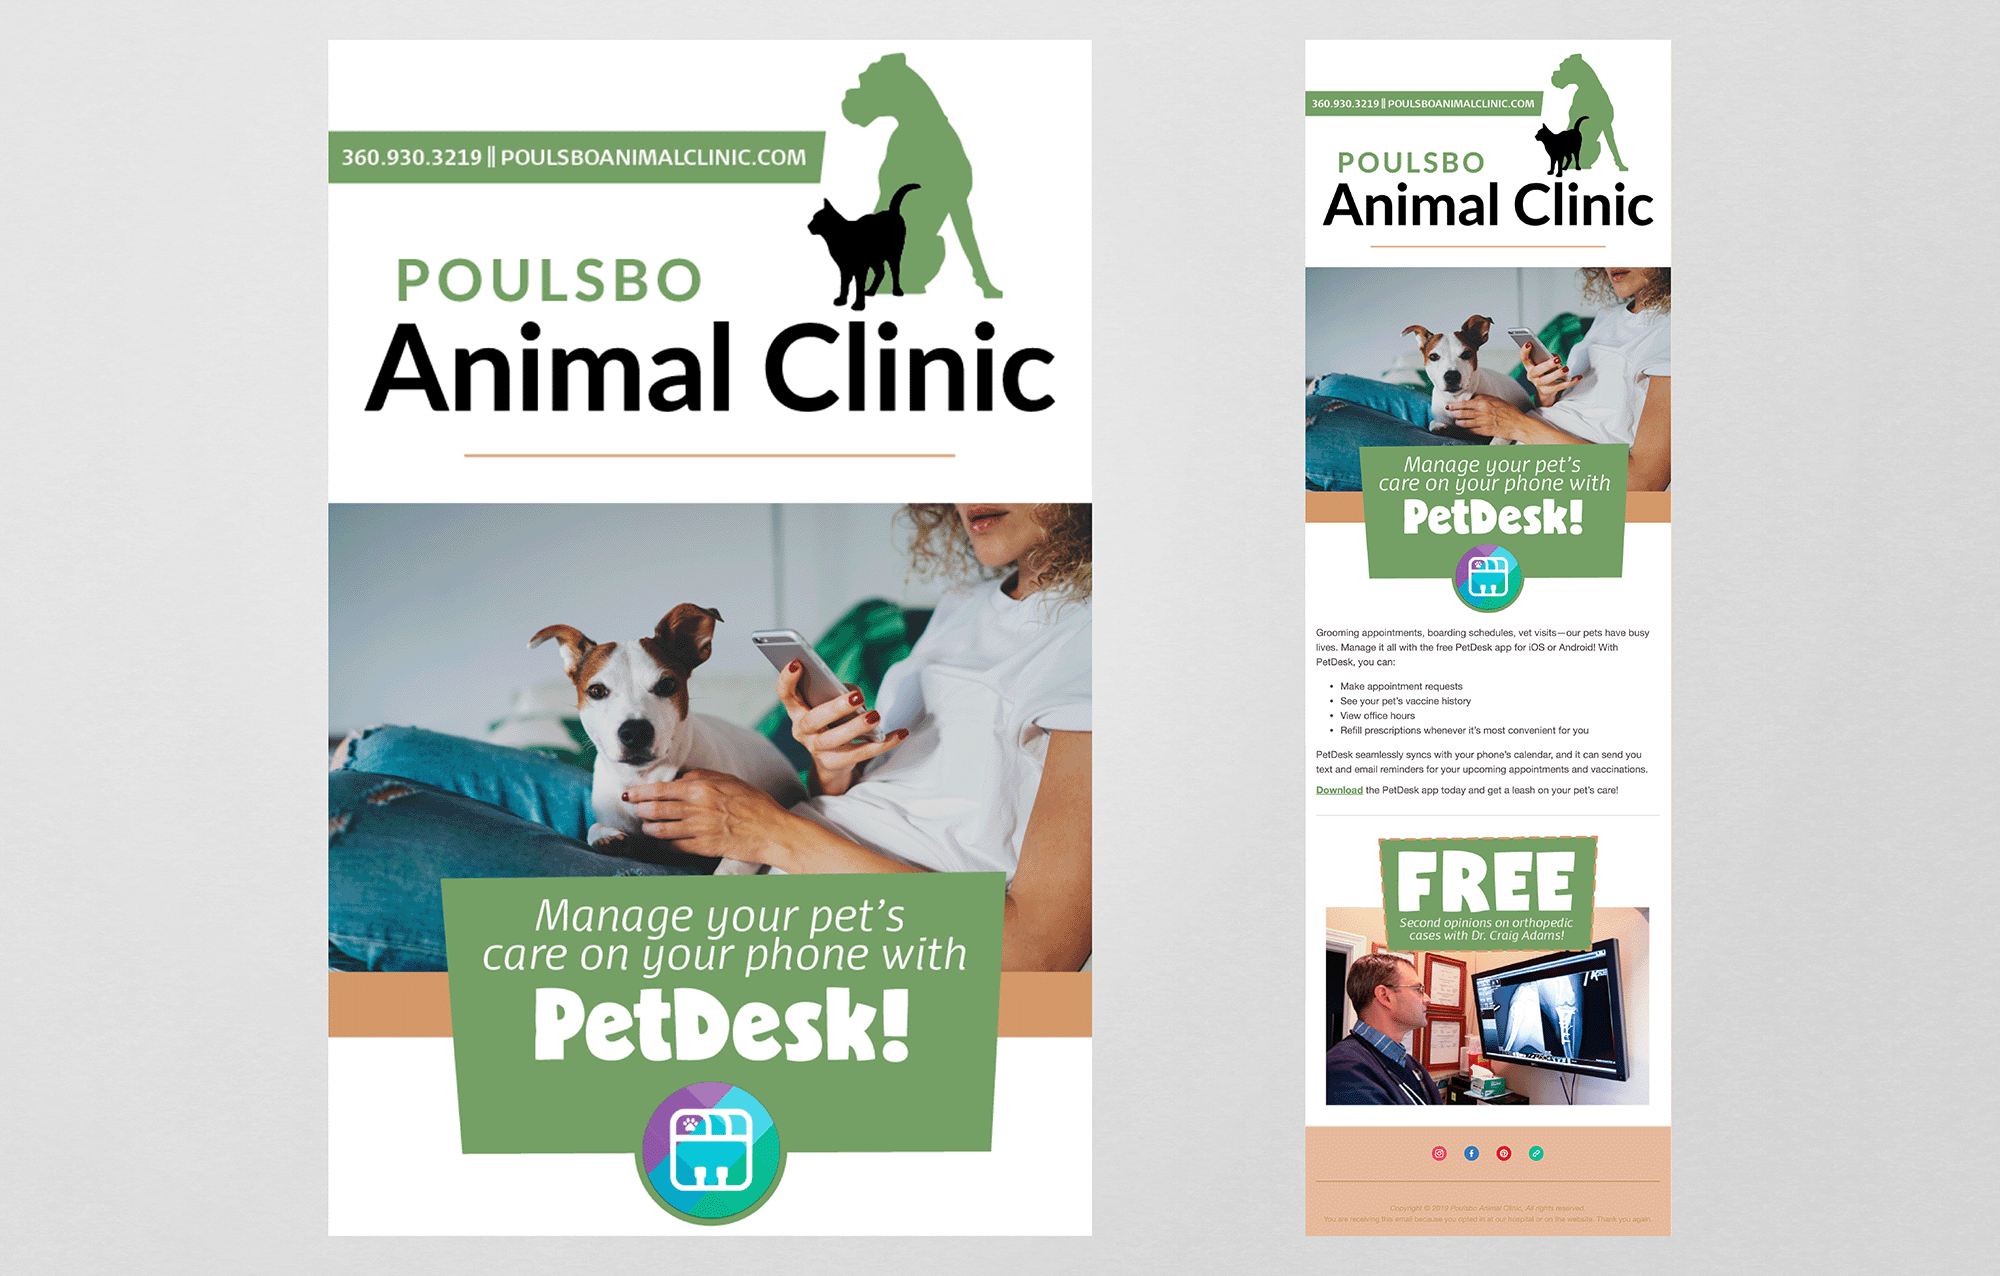 360.930.3219 || POULSBOANIMALCLINIC.COM
POULSBO
Animal Clinic
Manage your pet's
care on your phone with
PetDesk!
360.930.3219 || POULSBOANIMALCLINIC.COM
POULSBO
Animal Clinic
Manage your pet's
care on your phone with
PetDesk!
Grooming appointments, boarding schedules, vet visits—our pets have busy
lives. Manage it all with the free PetDesk app for iOS or Android! With
PetDesk, you can:
• Make appointment requests
• See your pet's vaccine history
• View office hours
• Refill prescriptions whenever it's most convenient for you
PetDesk seamlessly syncs with your phone's calendar, and it can send you
text and email reminders for your upcoming appointments and vaccinations.
Download the PetDesk app today and get a leash on your pet's care!
FREE
Second opinions on orthopedic
cases with Dr. Craig Adams!
Copyright © 2019 Poulsbo Animal Clinic, All rights reserved.
You are receiving this email because you opted in at our hospital or on the website. Thank you again.